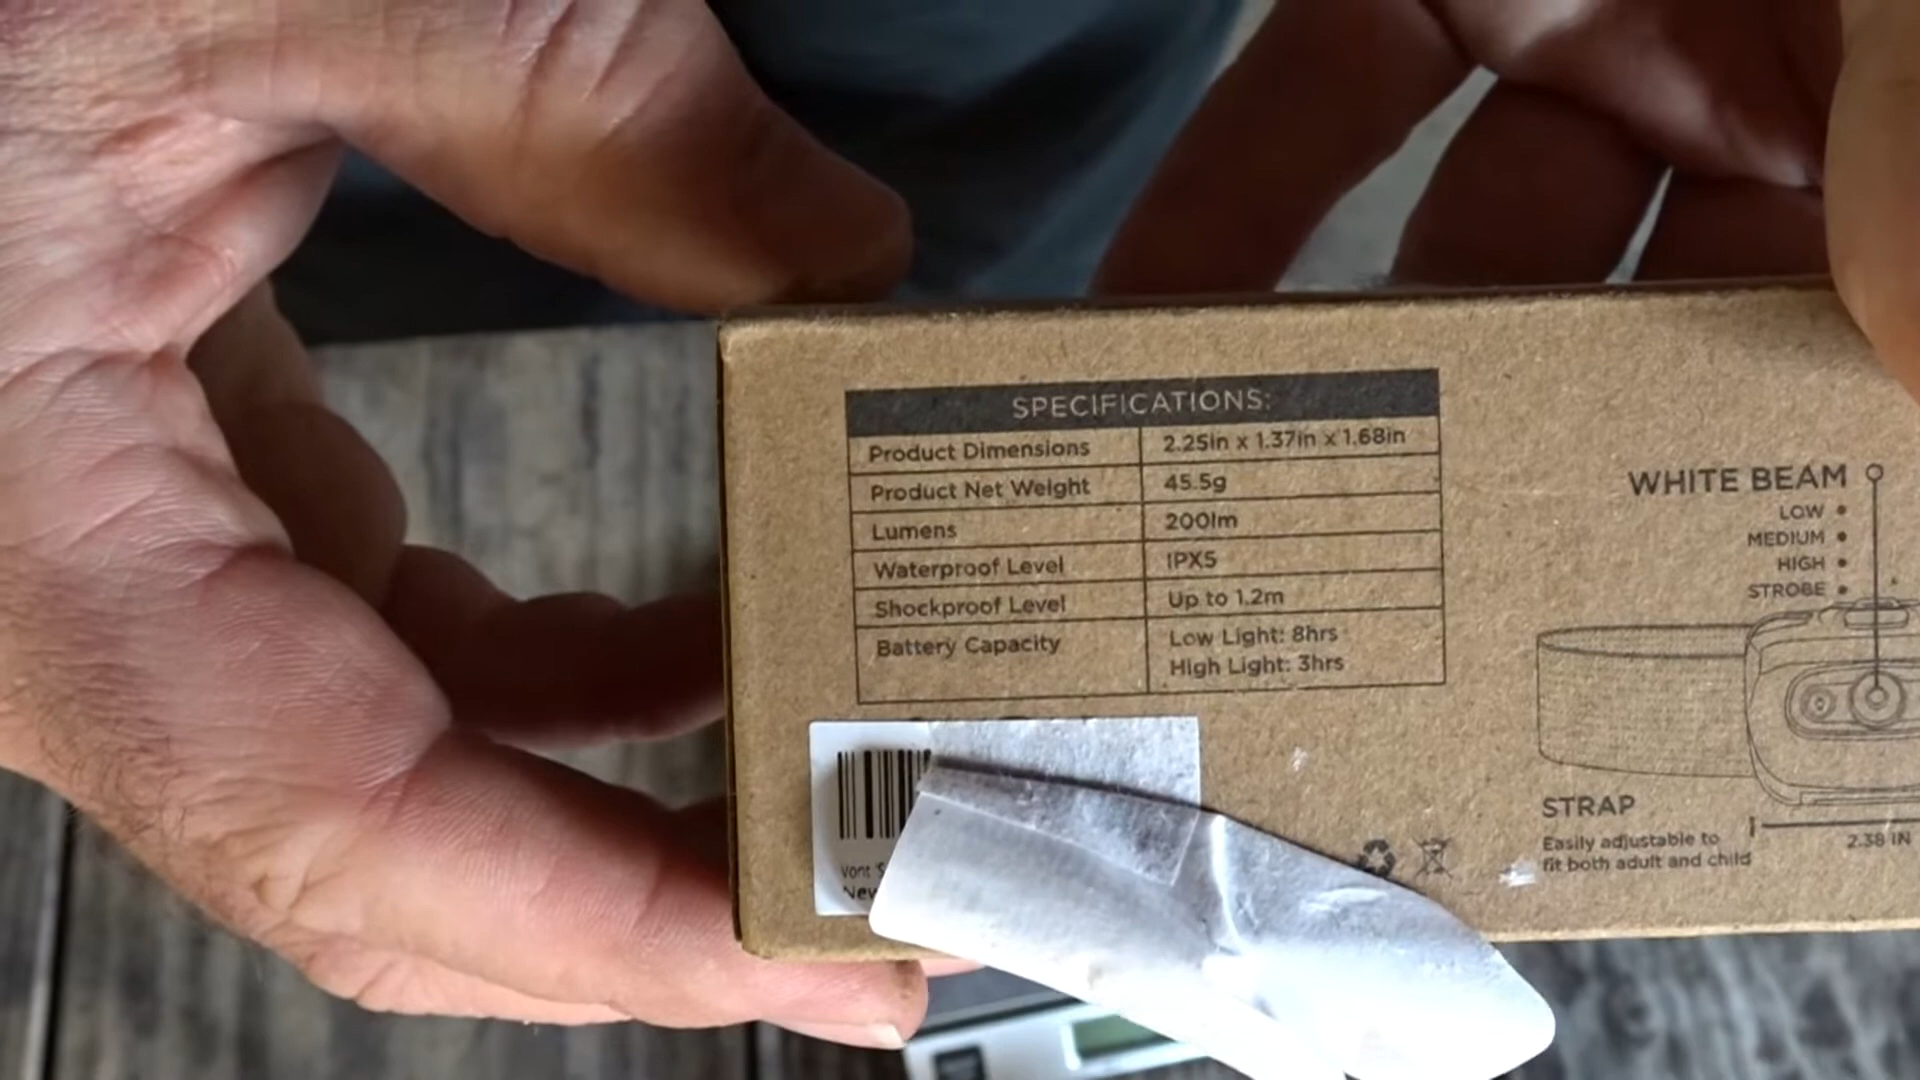 SPECIFICATIONS:
Product Dimensions 2.25in x 1.37in x 1.68in
Product Net Weight 45.5g
Lumens 200lm
Waterproof Level IPX5
Shockproof Level Up to 1.2m
Battery Capacity Low Light: 8hrs
High Light: 3hrs
WHITE BEAM
LOW
MEDIUM
HIGH
STROBE
STRAP
Easily adjustable to
fit both adult and child
2.38 IN
Vont
New